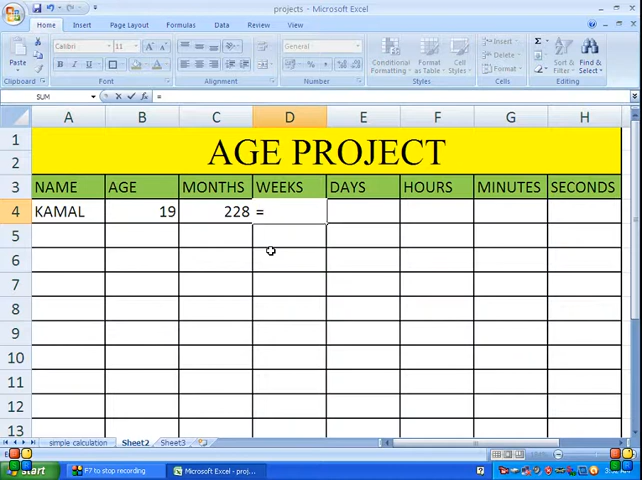 projects - Microsoft Excel
Home Insert Page Layout Formulas Data Review View
Paste
Calibri 11
General
Conditional Formatting Format as Table Cell Styles
Insert
Delete
Format
Sort & Filter Find & Select
Clipboard Font Alignment Number Styles Cells Editing
SUM =
A B C D E F G H
1
2
AGE PROJECT
3 NAME AGE MONTHS WEEKS DAYS HOURS MINUTES SECONDS
4 KAMAL 19 228 =
5
6
7
8
9
10
11
12
13
simple calculation Sheet2 Sheet3
start F7 to stop recording Microsoft Excel - proj...